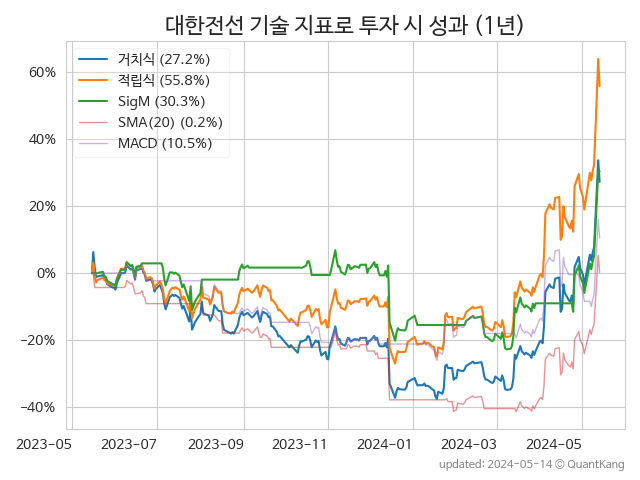 대한전선 기술 지표로 투자 시 성과 (1년)
거치식 (27.2%)
적립식 (55.8%)
SigM (30.3%)
SMA(20) (0.2%)
MACD (10.5%)
60%
40%
20%
0%
−20%
−40%
2023-05 2023-07 2023-09 2023-11 2024-01 2024-03 2024-05
updated: 2024-05-14 © QuantKang